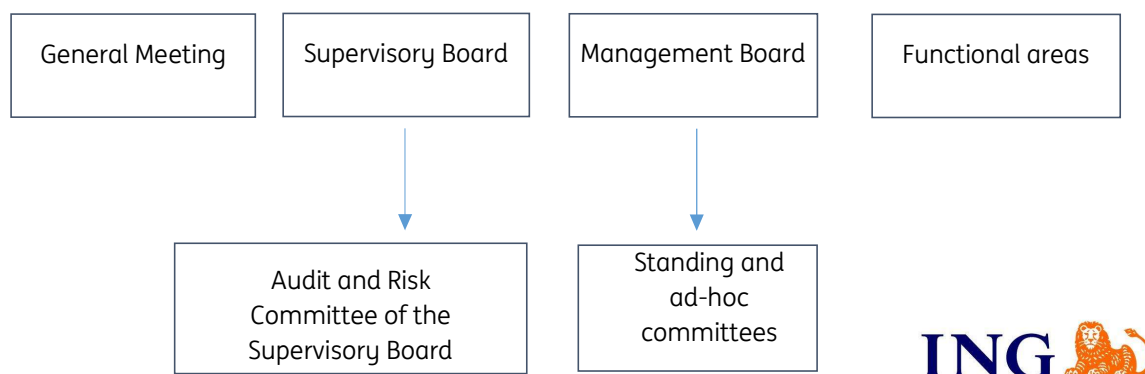 General Meeting
Supervisory Board
Management Board
Functional areas
Audit and Risk
Committee of the
Supervisory Board
Standing and
ad-hoc
committees
ING